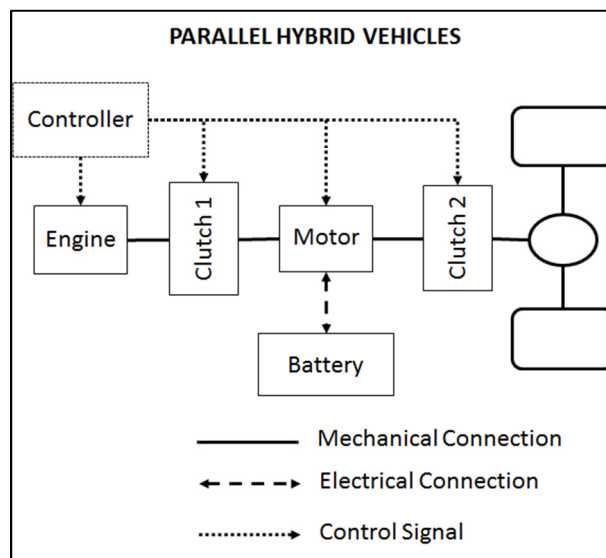 PARALLEL HYBRID VEHICLES
Controller
Engine
Clutch 1
Motor
Clutch 2
Battery
Mechanical Connection
Electrical Connection
Control Signal